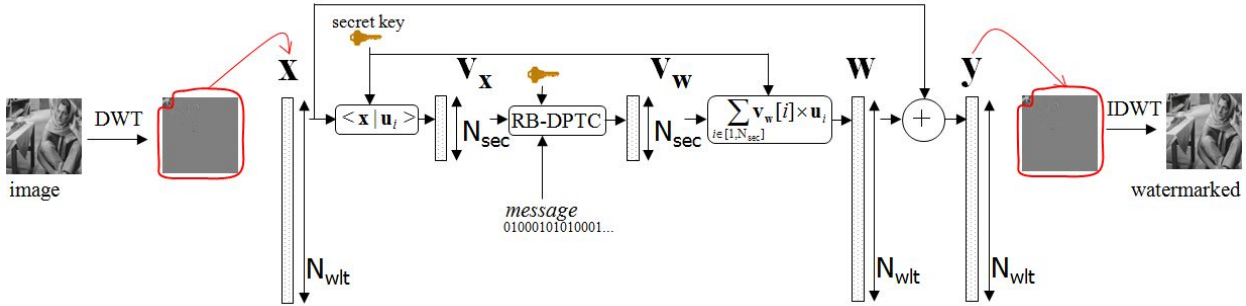 secret key
x
v_x
v_w
w
y
DWT
< x | u_i >
N_sec
RB-DPTC
N_sec
∑ v_w[i] × u_i
i∈[1,N_sec]
+
IDWT
image
watermarked
message
01000101010001...
N_wlt
N_wlt
N_wlt